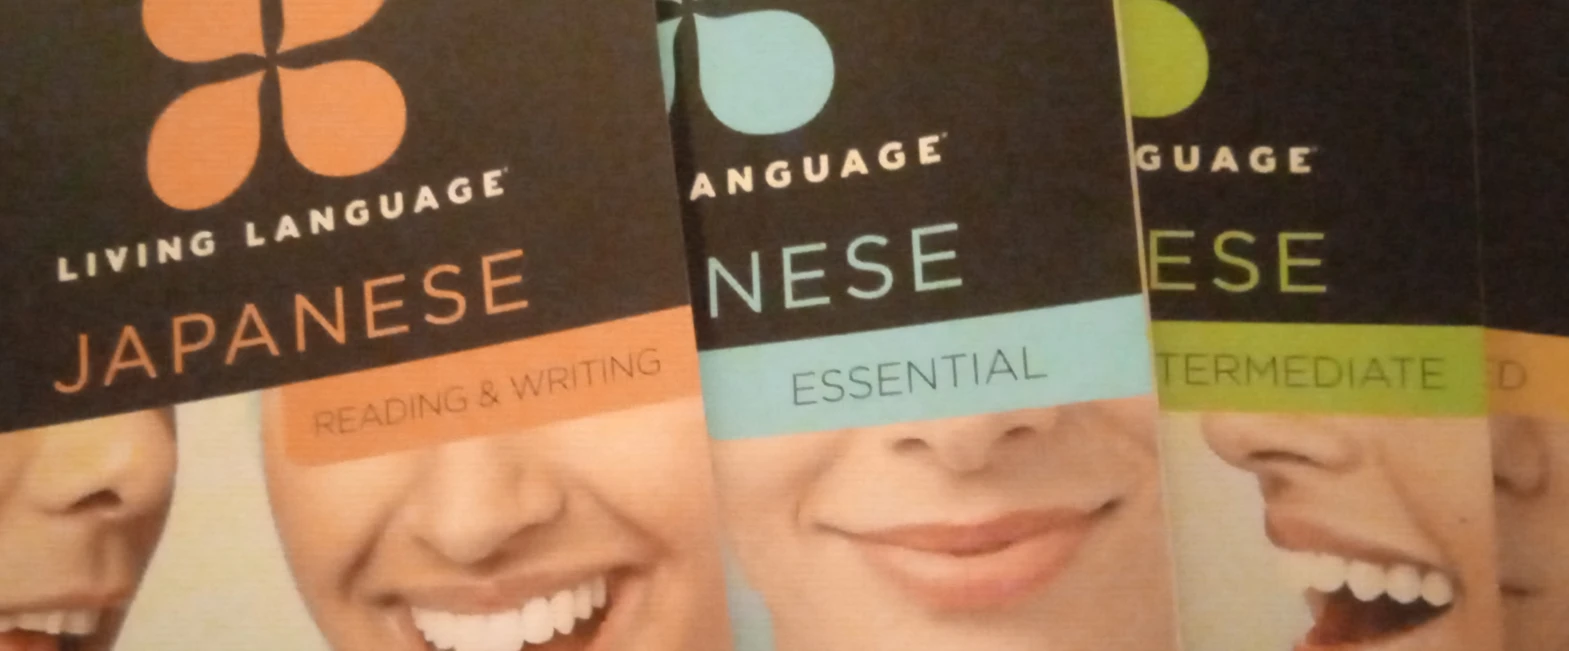 LIVING LANGUAGE
JAPANESE
READING & WRITING
ANGUAGE
NESE
ESSENTIAL
GUAGE
ESE
TERMEDIATE
D